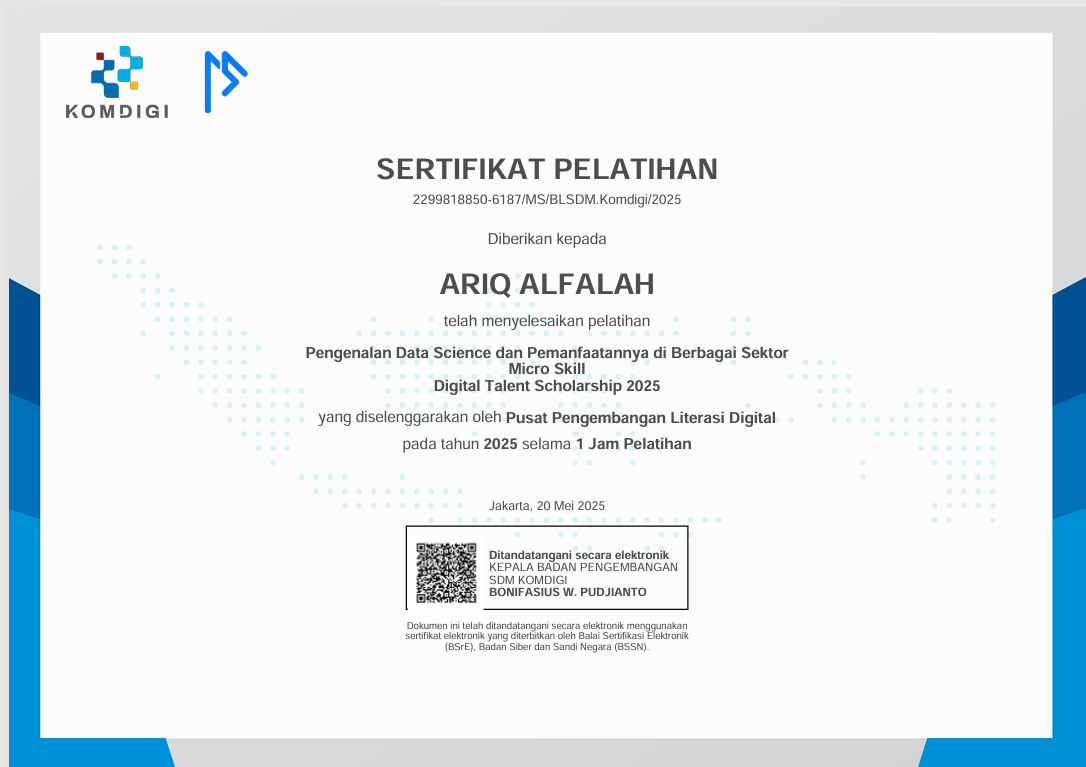 KOMDIGI
SERTIFIKAT PELATIHAN
2299818850-6187/MS/BLSDM.Komdigi/2025
Diberikan kepada
ARIQ ALFALAH
telah menyelesaikan pelatihan
Pengenalan Data Science dan Pemanfaatannya di Berbagai Sektor
Micro Skill
Digital Talent Scholarship 2025
yang diselenggarakan oleh Pusat Pengembangan Literasi Digital
pada tahun 2025 selama 1 Jam Pelatihan
Jakarta, 20 Mei 2025
Ditandatangani secara elektronik
KEPALA BADAN PENGEMBANGAN
SDM KOMDIGI
BONIFASIUS W. PUDJIANTO
Dokumen ini telah ditandatangani secara elektronik menggunakan
sertifikat elektronik yang diterbitkan oleh Balai Sertifikasi Elektronik
(BSrE), Badan Siber dan Sandi Negara (BSSN).